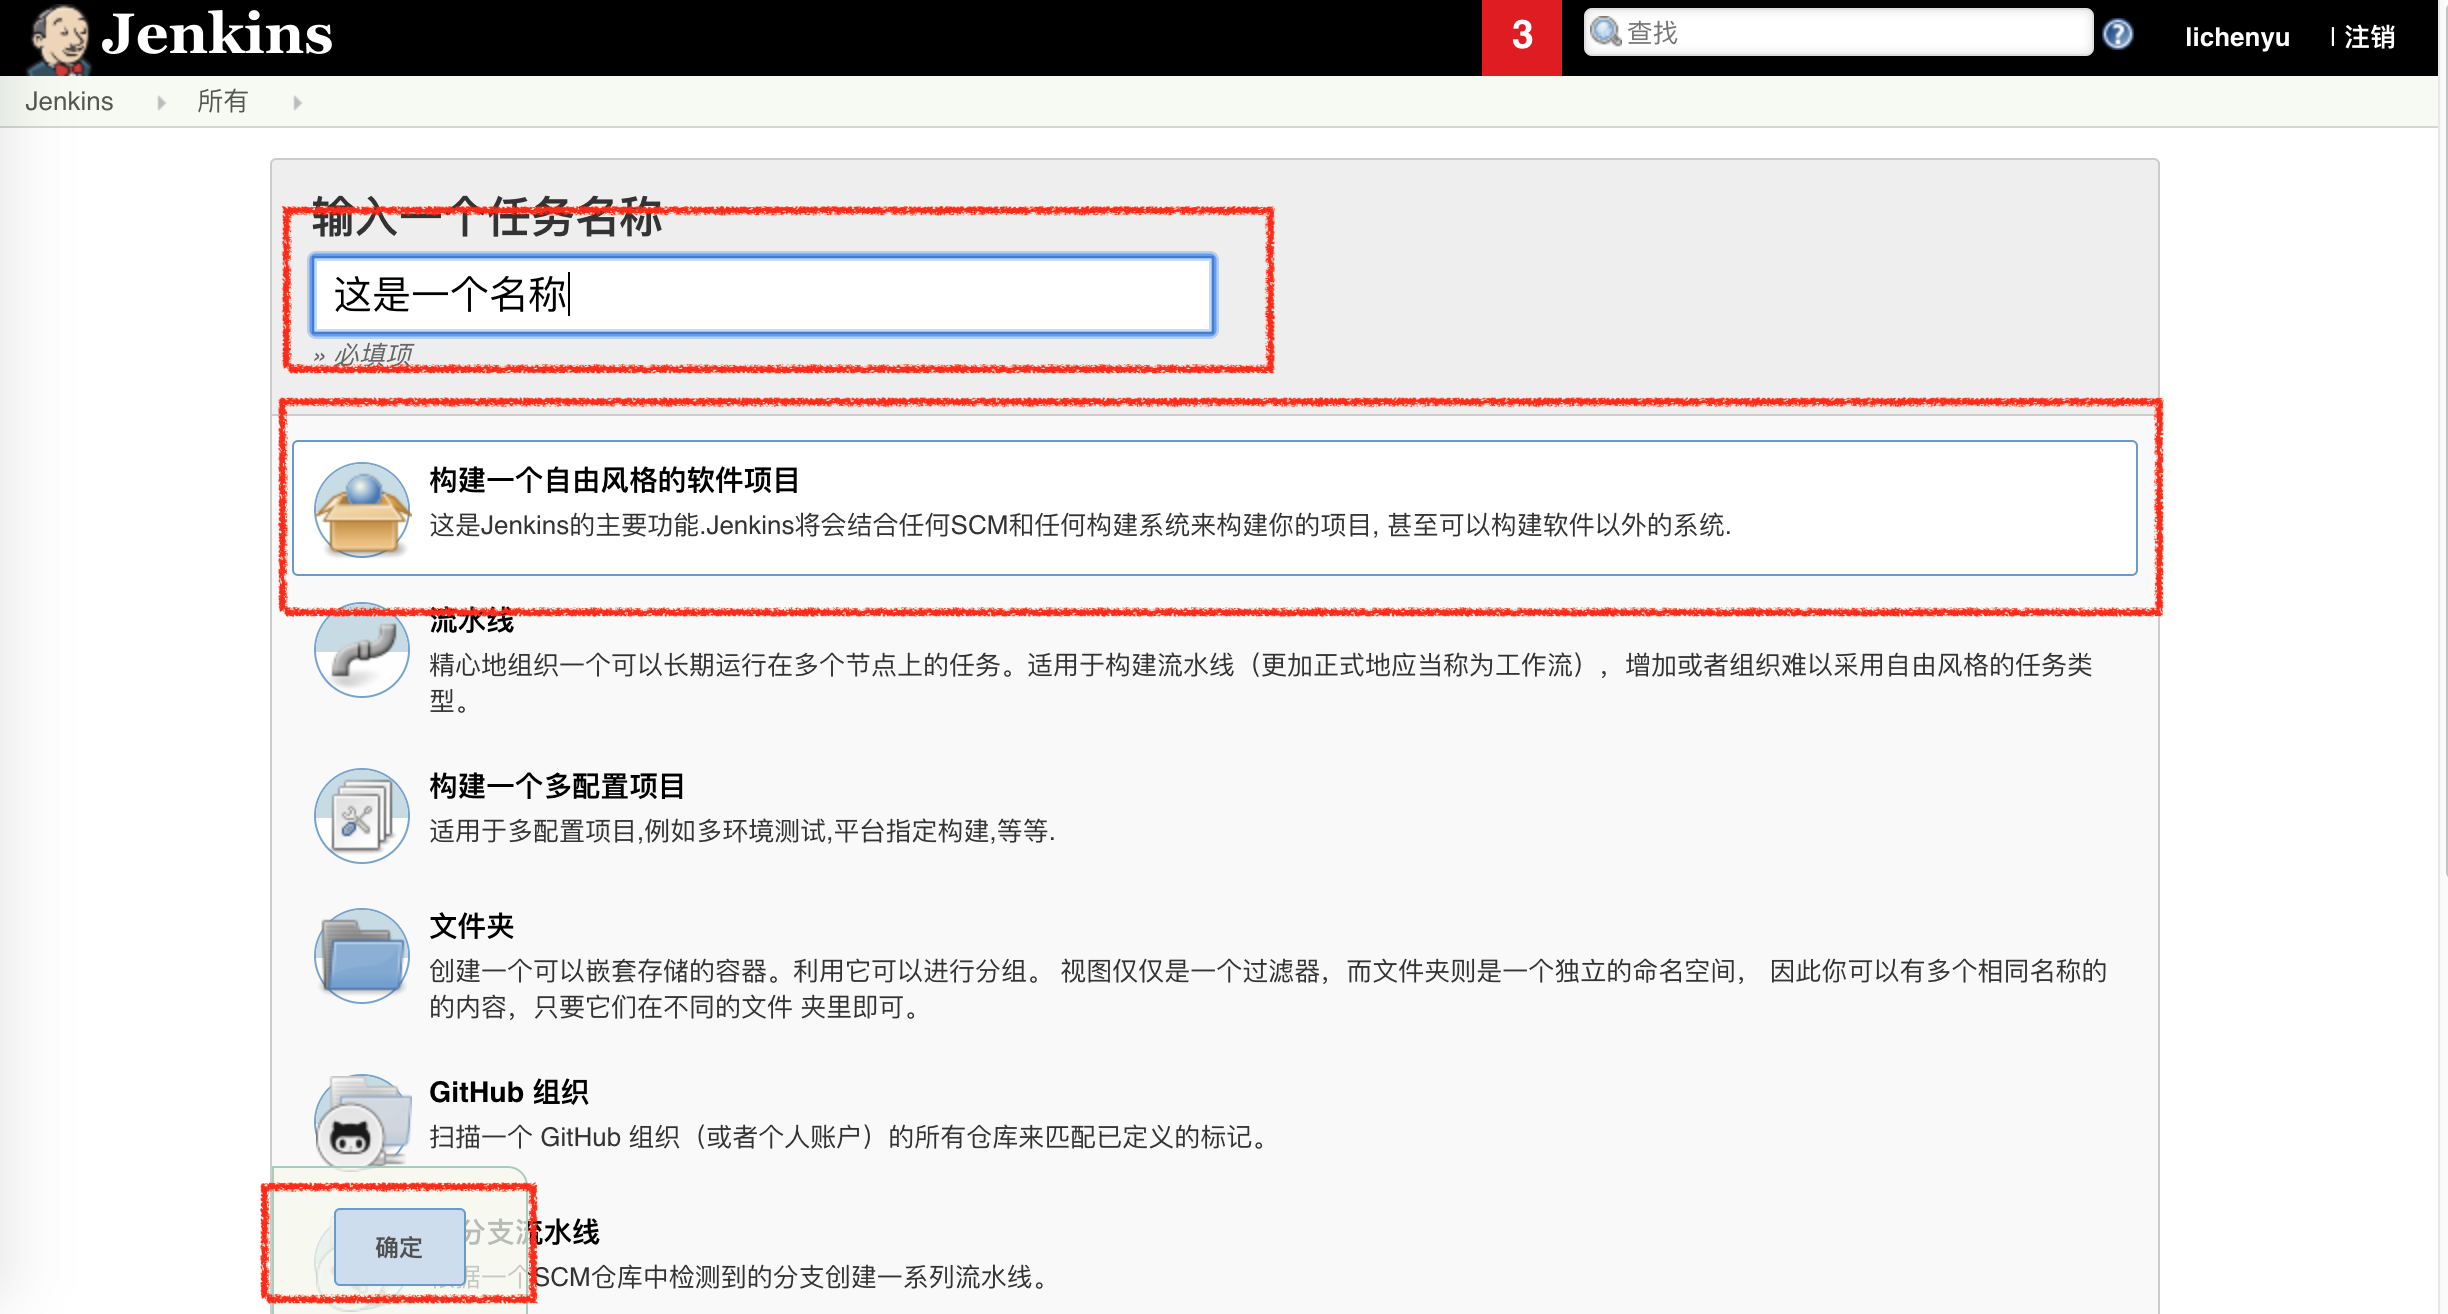 Jenkins
3
查找
lichenyu
| 注销
Jenkins
所有
输入一个任务名称
这是一个名称
» 必填项
构建一个自由风格的软件项目
这是Jenkins的主要功能.Jenkins将会结合任何SCM和任何构建系统来构建你的项目, 甚至可以构建软件以外的系统.
流水线
精心地组织一个可以长期运行在多个节点上的任务。适用于构建流水线（更加正式地应当称为工作流），增加或者组织难以采用自由风格的任务类
型。
构建一个多配置项目
适用于多配置项目,例如多环境测试,平台指定构建,等等.
文件夹
创建一个可以嵌套存储的容器。利用它可以进行分组。 视图仅仅是一个过滤器，而文件夹则是一个独立的命名空间， 因此你可以有多个相同名称的
的内容，只要它们在不同的文件 夹里即可。
GitHub 组织
扫描一个 GitHub 组织（或者个人账户）的所有仓库来匹配已定义的标记。
分支流水线
一个SCM仓库中检测到的分支创建一系列流水线。
确定